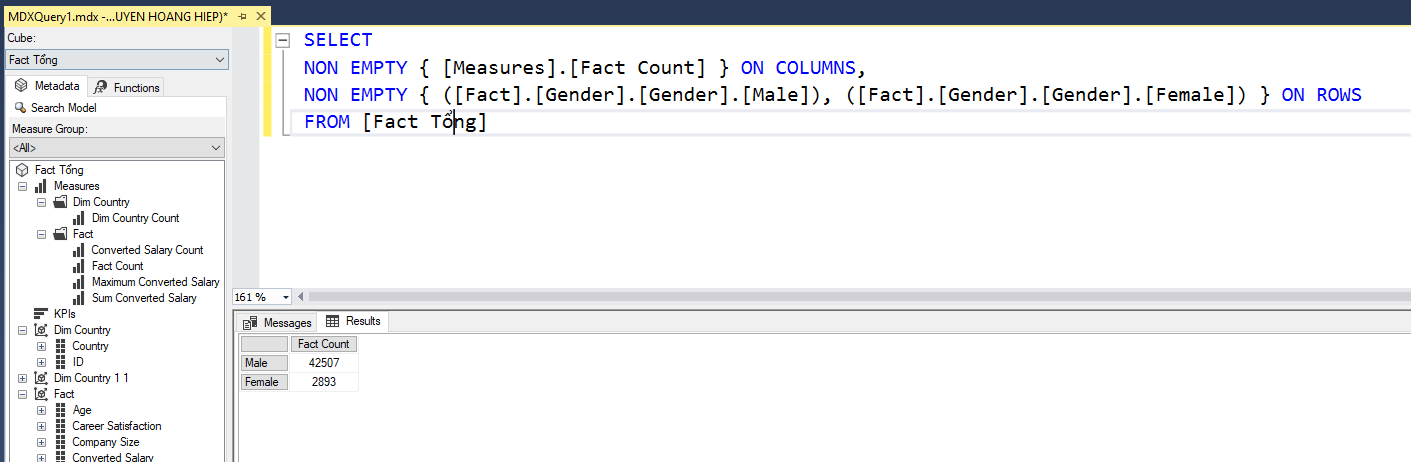 MDXQuery1.mdx -...UYEN HOANG HIEP)*
Cube:
Fact Tổng
Metadata
Functions
Search Model
Measure Group:
<All>
Fact Tổng
Measures
Dim Country
Dim Country Count
Fact
Converted Salary Count
Fact Count
Maximum Converted Salary
Sum Converted Salary
KPIs
Dim Country
Country
ID
Dim Country 1 1
Fact
Age
Career Satisfaction
Company Size
Converted Salary
SELECT
NON EMPTY { [Measures].[Fact Count] } ON COLUMNS,
NON EMPTY { ([Fact].[Gender].[Gender].[Male]), ([Fact].[Gender].[Gender].[Female]) } ON ROWS
FROM [Fact Tổng]
161 %
Messages
Results
Fact Count
Male 42507
Female 2893